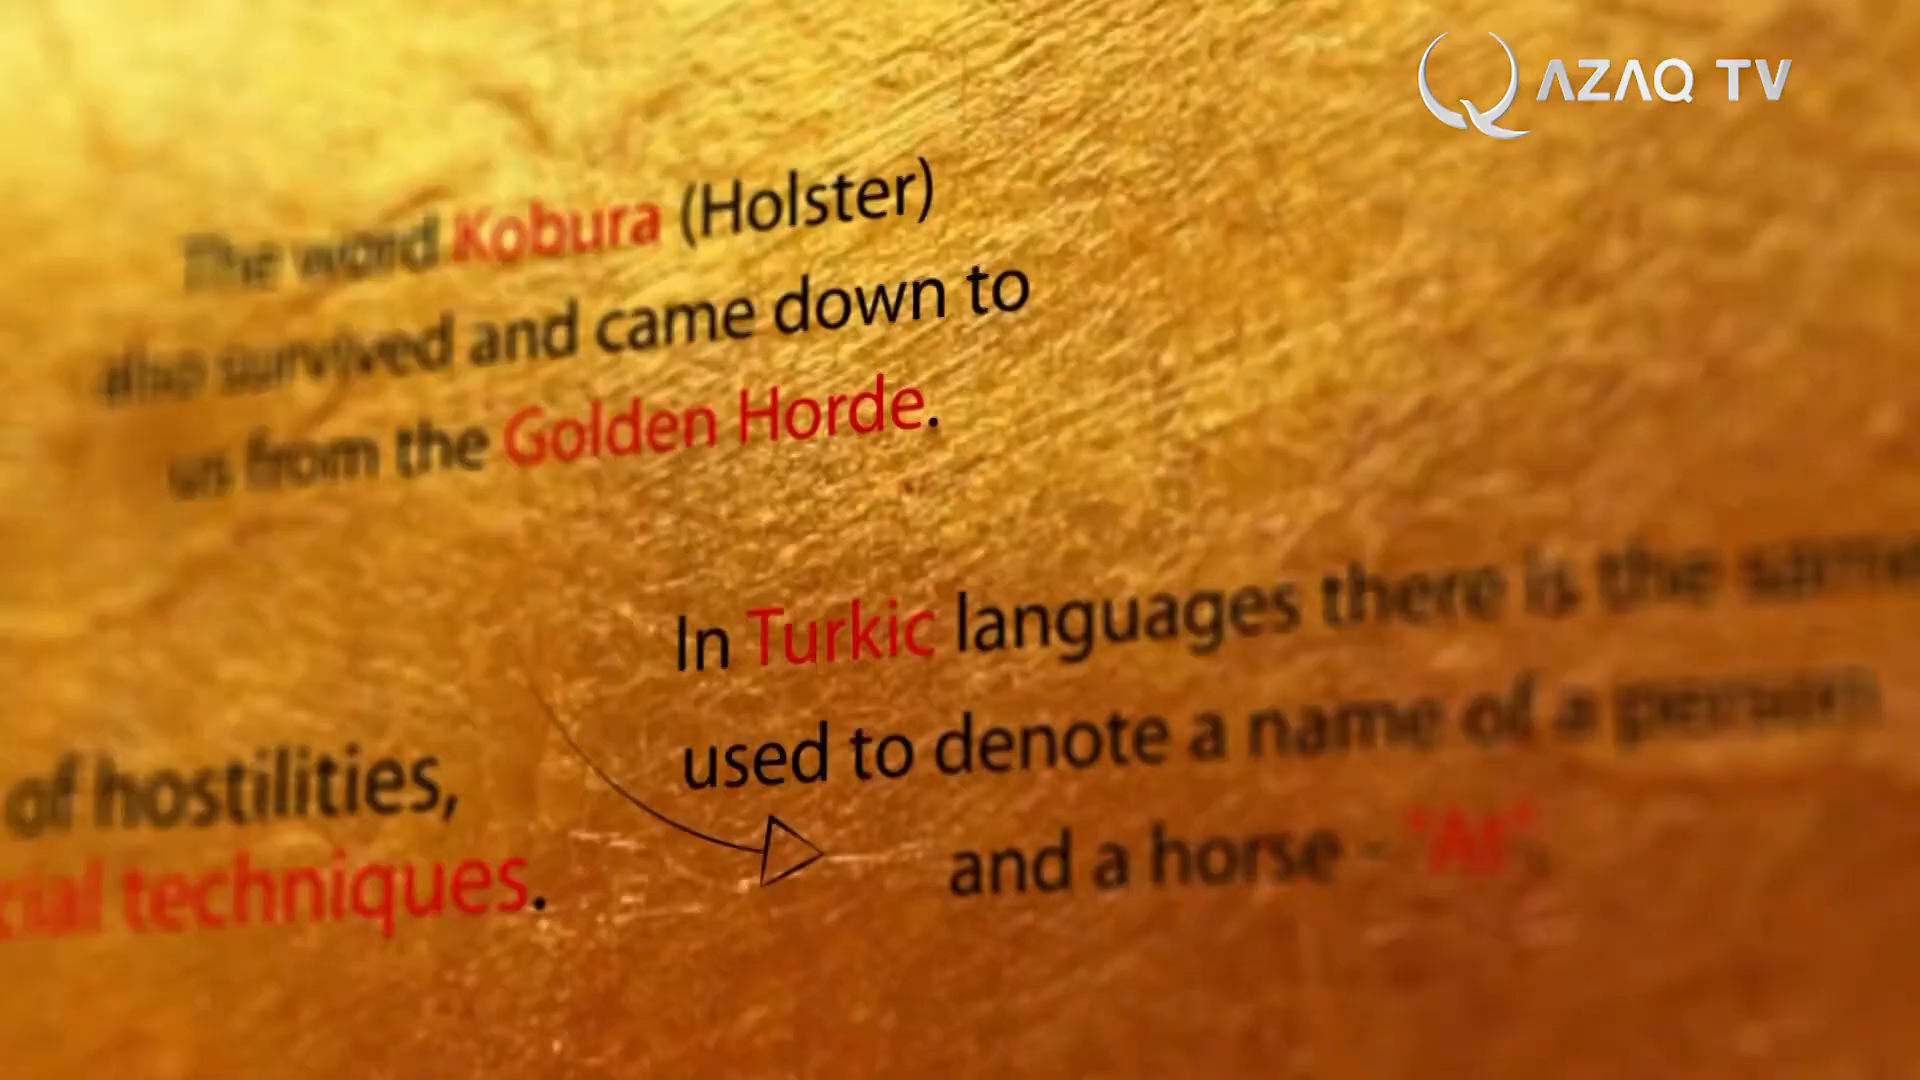 QAZAQ TV
The word Kobura (Holster)
also survived and came down to
us from the Golden Horde.
In Turkic languages there is the same
used to denote a name of a person
and a horse - "At"
of hostilities,
techniques.